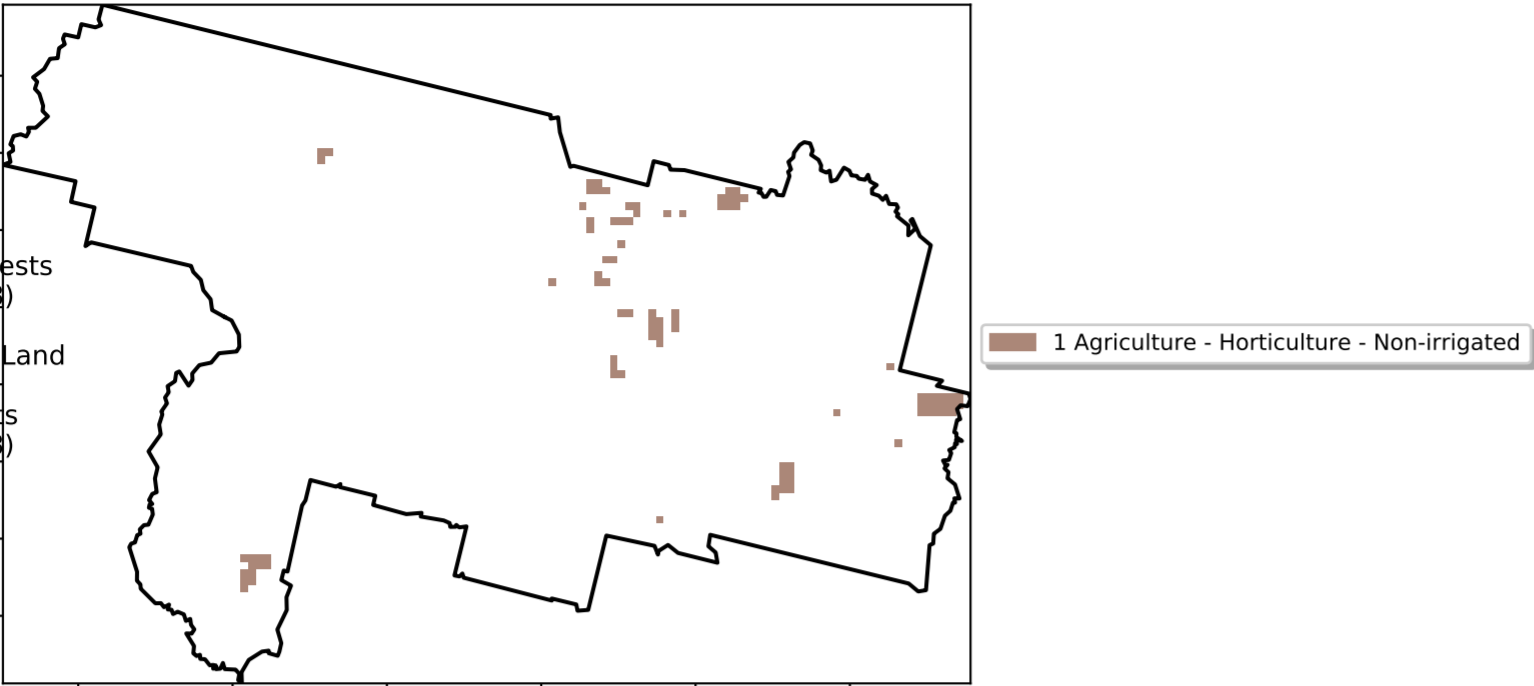 ests
)
Land
s
)
1 Agriculture - Horticulture - Non-irrigated